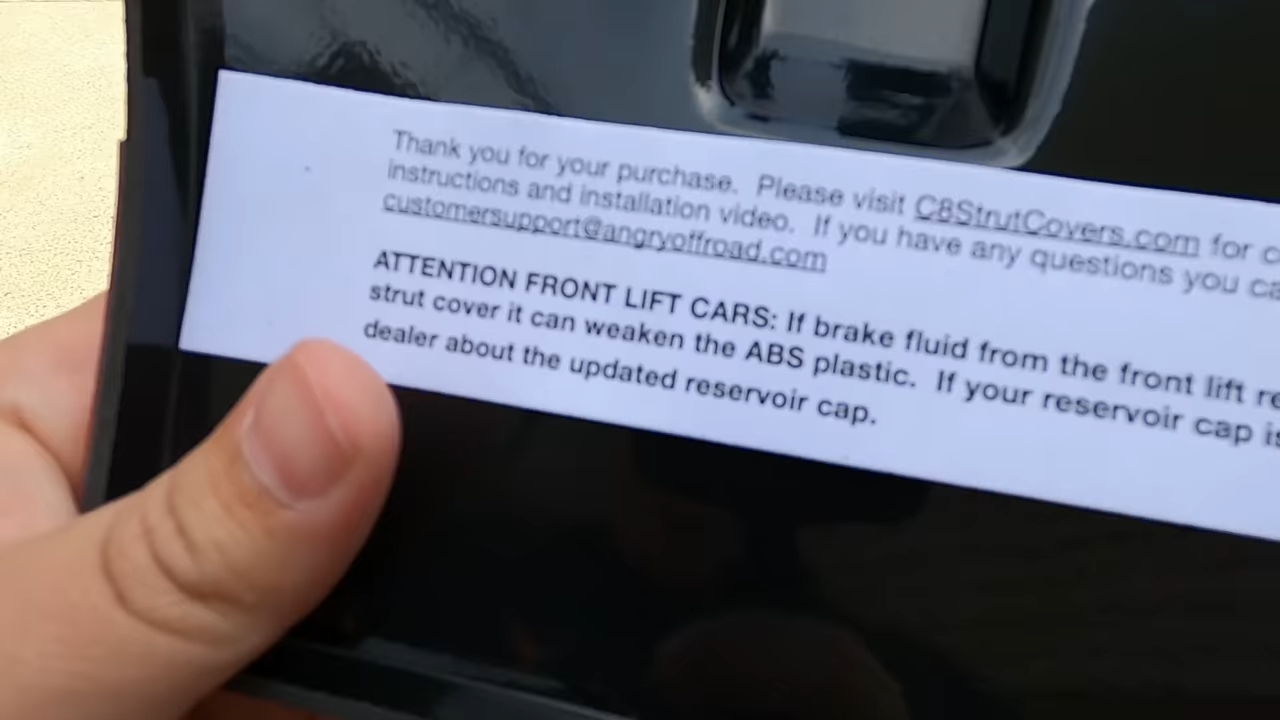 Thank you for your purchase. Please visit C8StrutCovers.com for
instructions and installation video. If you have any questions you
customersupport@angryoffroad.com
ATTENTION FRONT LIFT CARS: If brake fluid from the front lift
strut cover it can weaken the ABS plastic. If your reservoir cap
dealer about the updated reservoir cap.